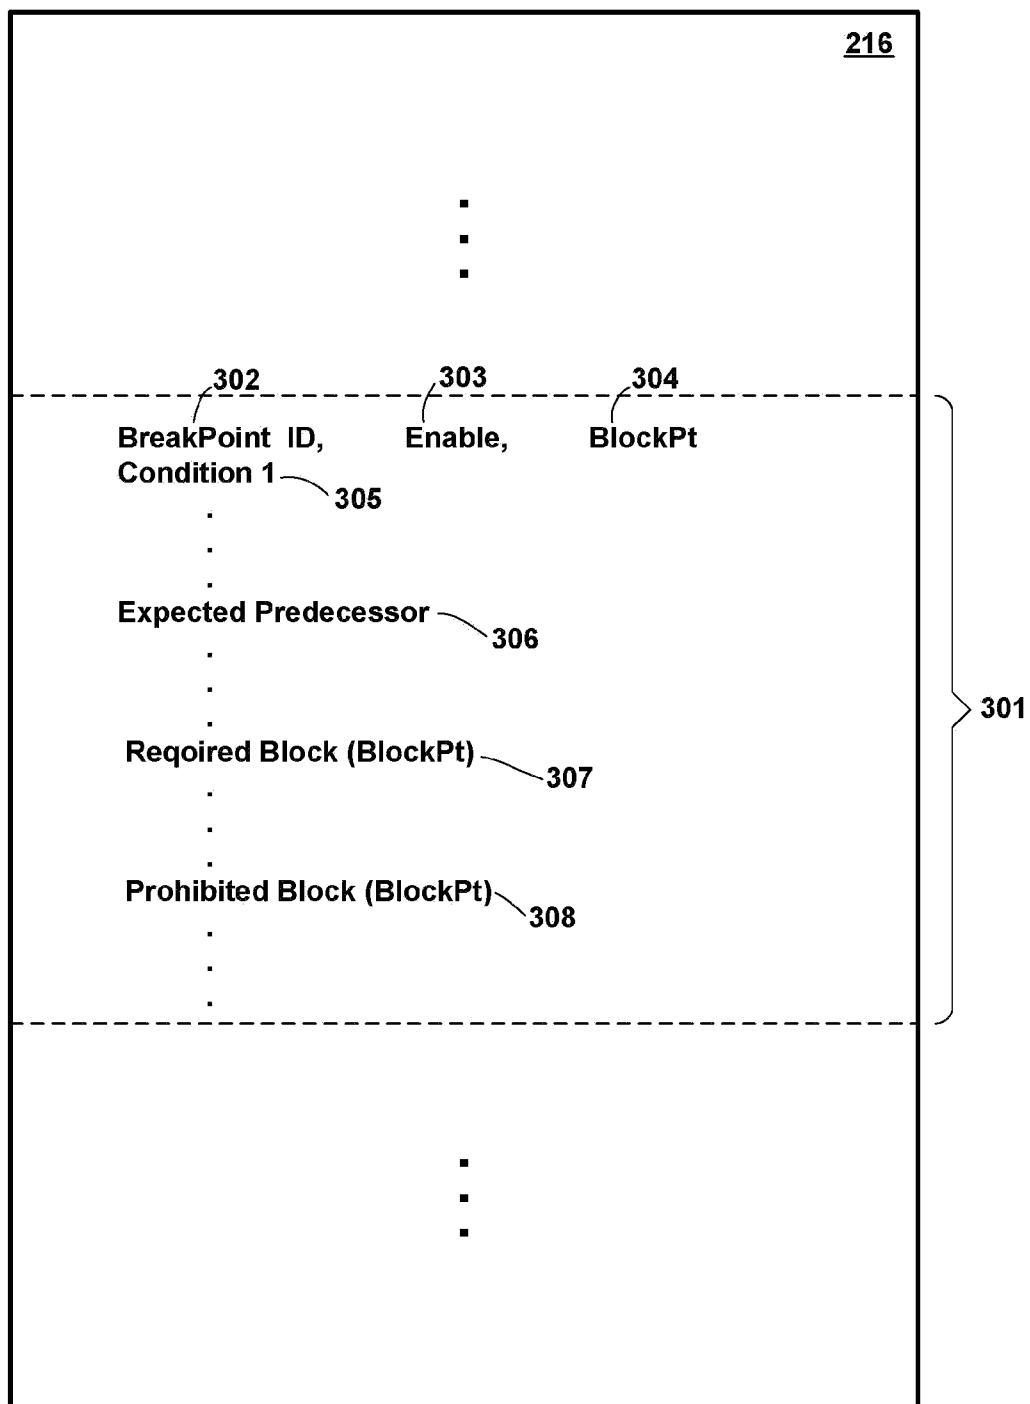 216
302 303 304
BreakPoint ID, Enable, BlockPt
Condition 1
305
Expected Predecessor
306
301
Reqoired Block (BlockPt)
307
Prohibited Block (BlockPt)
308